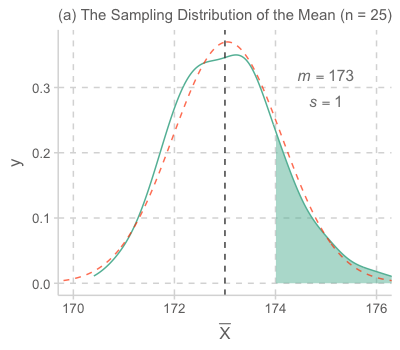 (a) The Sampling Distribution of the Mean (n = 25)
m = 173
s = 1
0.3
0.2
0.1
0.0
y
170 172 174 176
X̅